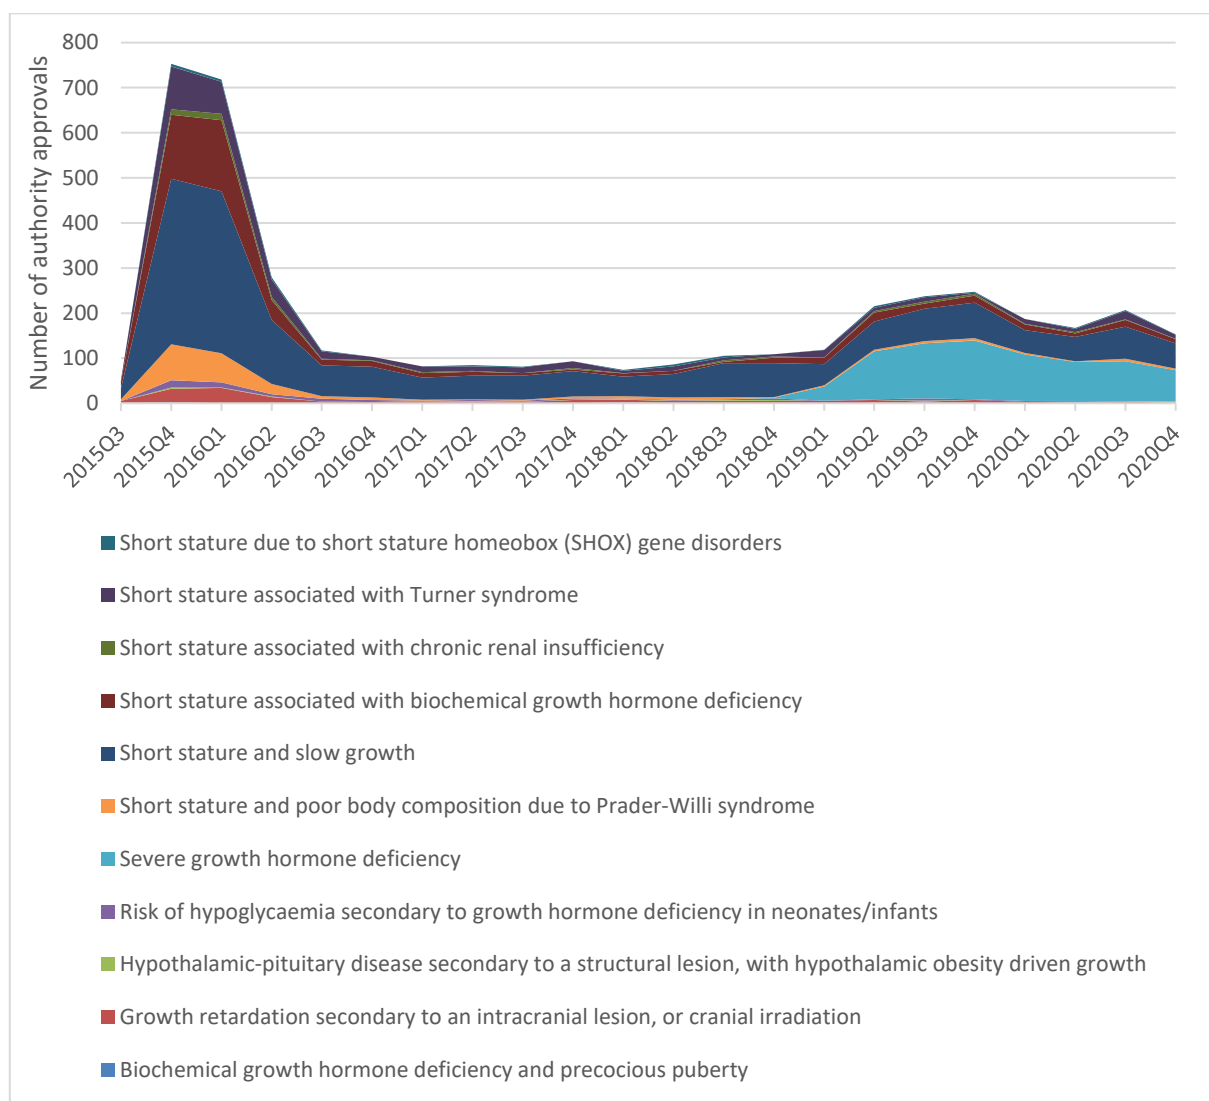 Number of authority approvals
800
700
600
500
400
300
200
100
0
2015Q3
2015Q4
2016Q1
2016Q2
2016Q3
2016Q4
2017Q1
2017Q2
2017Q3
2017Q4
2018Q1
2018Q2
2018Q3
2018Q4
2019Q1
2019Q2
2019Q3
2019Q4
2020Q1
2020Q2
2020Q3
2020Q4
Short stature due to short stature homeobox (SHOX) gene disorders
Short stature associated with Turner syndrome
Short stature associated with chronic renal insufficiency
Short stature associated with biochemical growth hormone deficiency
Short stature and slow growth
Short stature and poor body composition due to Prader-Willi syndrome
Severe growth hormone deficiency
Risk of hypoglycaemia secondary to growth hormone deficiency in neonates/infants
Hypothalamic-pituitary disease secondary to a structural lesion, with hypothalamic obesity driven growth
Growth retardation secondary to an intracranial lesion, or cranial irradiation
Biochemical growth hormone deficiency and precocious puberty